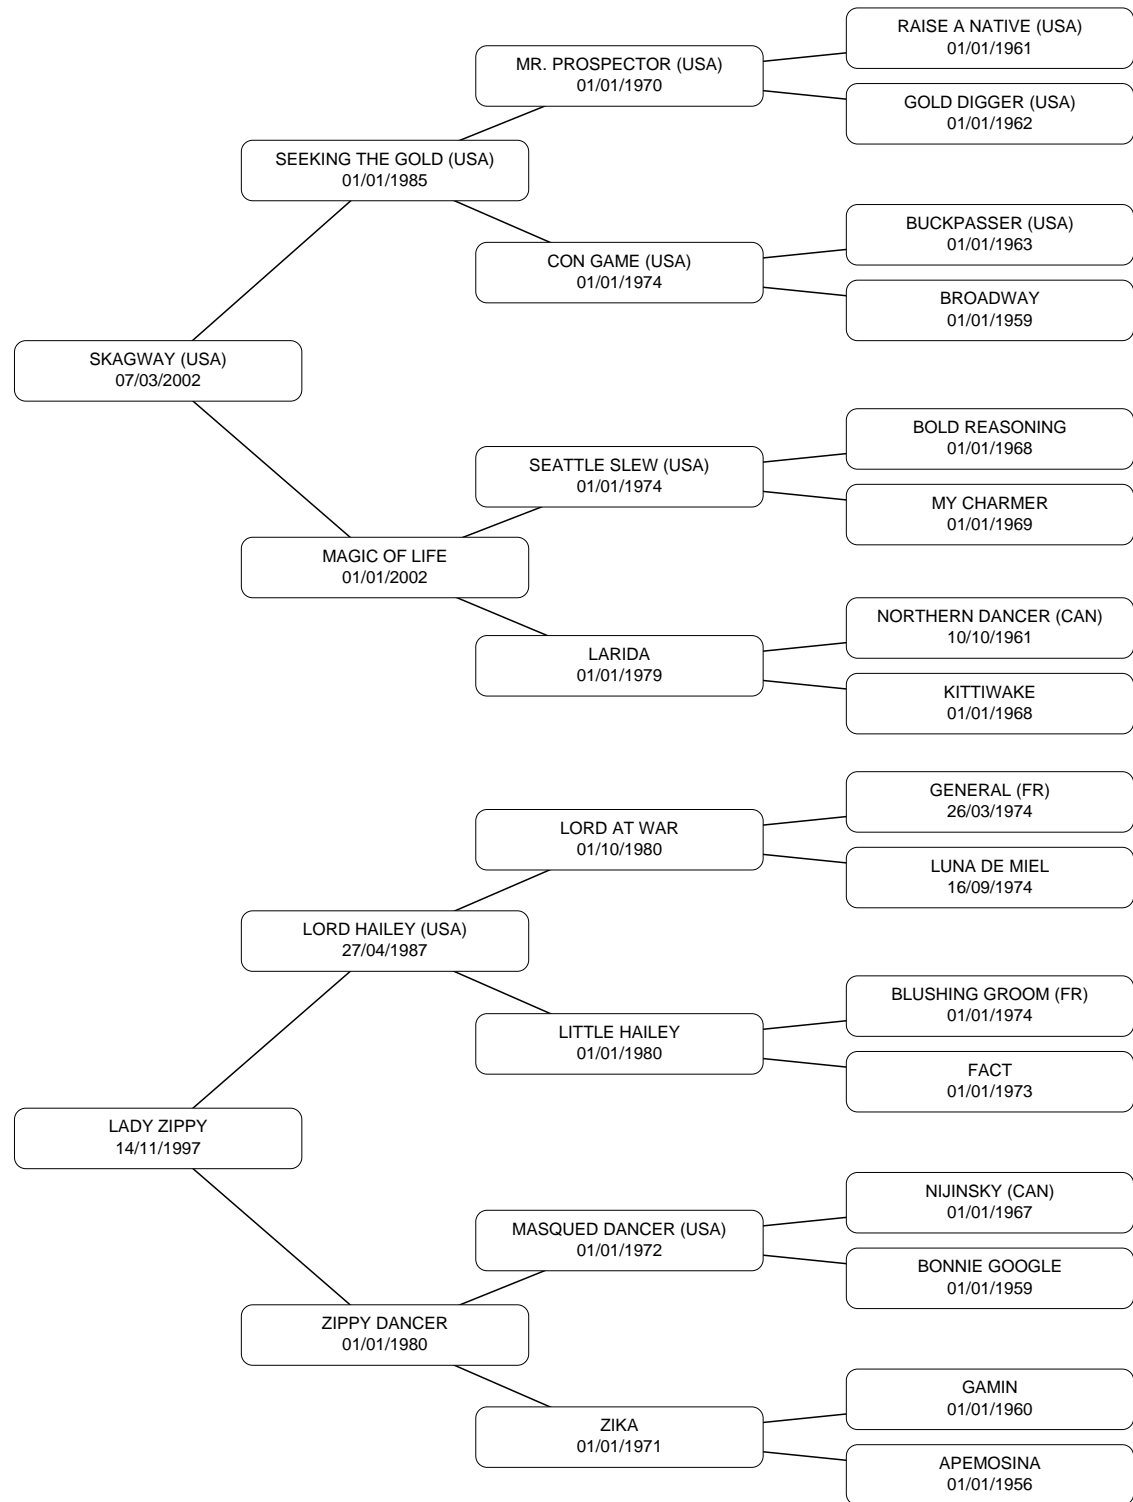 RAISE A NATIVE (USA)
01/01/1961
MR. PROSPECTOR (USA)
01/01/1970
GOLD DIGGER (USA)
01/01/1962
SEEKING THE GOLD (USA)
01/01/1985
BUCKPASSER (USA)
01/01/1963
CON GAME (USA)
01/01/1974
BROADWAY
01/01/1959
SKAGWAY (USA)
07/03/2002
BOLD REASONING
01/01/1968
SEATTLE SLEW (USA)
01/01/1974
MY CHARMER
01/01/1969
MAGIC OF LIFE
01/01/2002
NORTHERN DANCER (CAN)
10/10/1961
LARIDA
01/01/1979
KITTIWAKE
01/01/1968
GENERAL (FR)
26/03/1974
LORD AT WAR
01/10/1980
LUNA DE MIEL
16/09/1974
LORD HAILEY (USA)
27/04/1987
BLUSHING GROOM (FR)
01/01/1974
LITTLE HAILEY
01/01/1980
FACT
01/01/1973
LADY ZIPPY
14/11/1997
NIJINSKY (CAN)
01/01/1967
MASQUED DANCER (USA)
01/01/1972
BONNIE GOOGLE
01/01/1959
ZIPPY DANCER
01/01/1980
GAMIN
01/01/1960
ZIKA
01/01/1971
APEMOSINA
01/01/1956